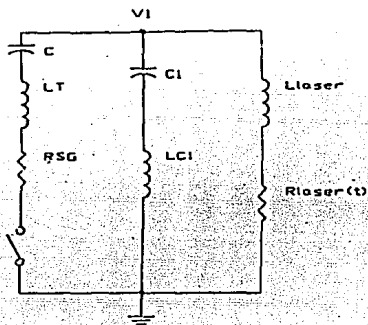 V1
C
C1
LT
Llaser
RSG
LC1
Rlaser(t)